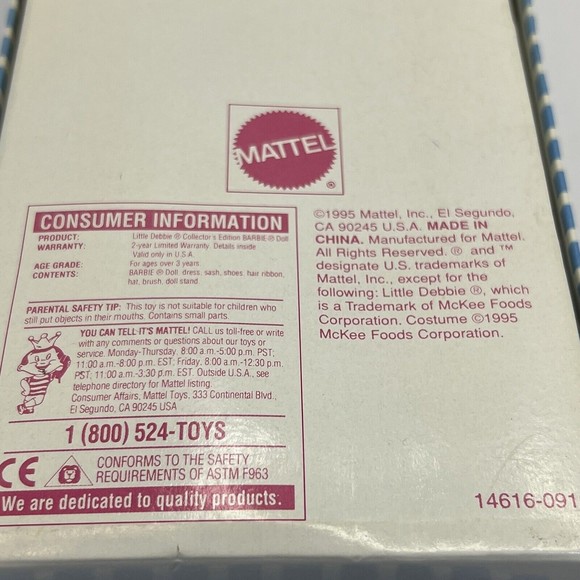 MATTEL
®
CONSUMER INFORMATION
PRODUCT: Little Debbie ® Collector's Edition BARBIE ® Doll
WARRANTY: 2-year Limited Warranty. Details inside
Valid only in U.S.A.
AGE GRADE: For ages over 3 years.
CONTENTS: BARBIE ® Doll, dress, sash, shoes, hair ribbon,
hat, brush, doll stand.
PARENTAL SAFETY TIP: This toy is not suitable for children who
still put objects in their mouths. Contains small parts.
YOU CAN TELL IT'S MATTEL! CALL us toll-free or write
with any comments or questions about our toys or
service. Monday-Thursday, 8:00 a.m.-5:00 p.m. PST;
11:00 a.m.-8:00 p.m. EST; Friday, 8:00 a.m.-12:30 p.m.
PST; 11:00 a.m.-3:30 p.m. EST. Outside U.S.A., see
telephone directory for Mattel listing.
Consumer Affairs, Mattel Toys, 333 Continental Blvd.,
El Segundo, CA 90245 USA
1 (800) 524-TOYS
CE
CONFORMS TO THE SAFETY
REQUIREMENTS OF ASTM F963
We are dedicated to quality products.
©1995 Mattel, Inc., El Segundo,
CA 90245 U.S.A. MADE IN
CHINA. Manufactured for Mattel.
All Rights Reserved. ® and ™
designate U.S. trademarks of
Mattel, Inc., except for the
following: Little Debbie ®, which
is a Trademark of McKee Foods
Corporation. Costume ©1995
McKee Foods Corporation.
14616-091